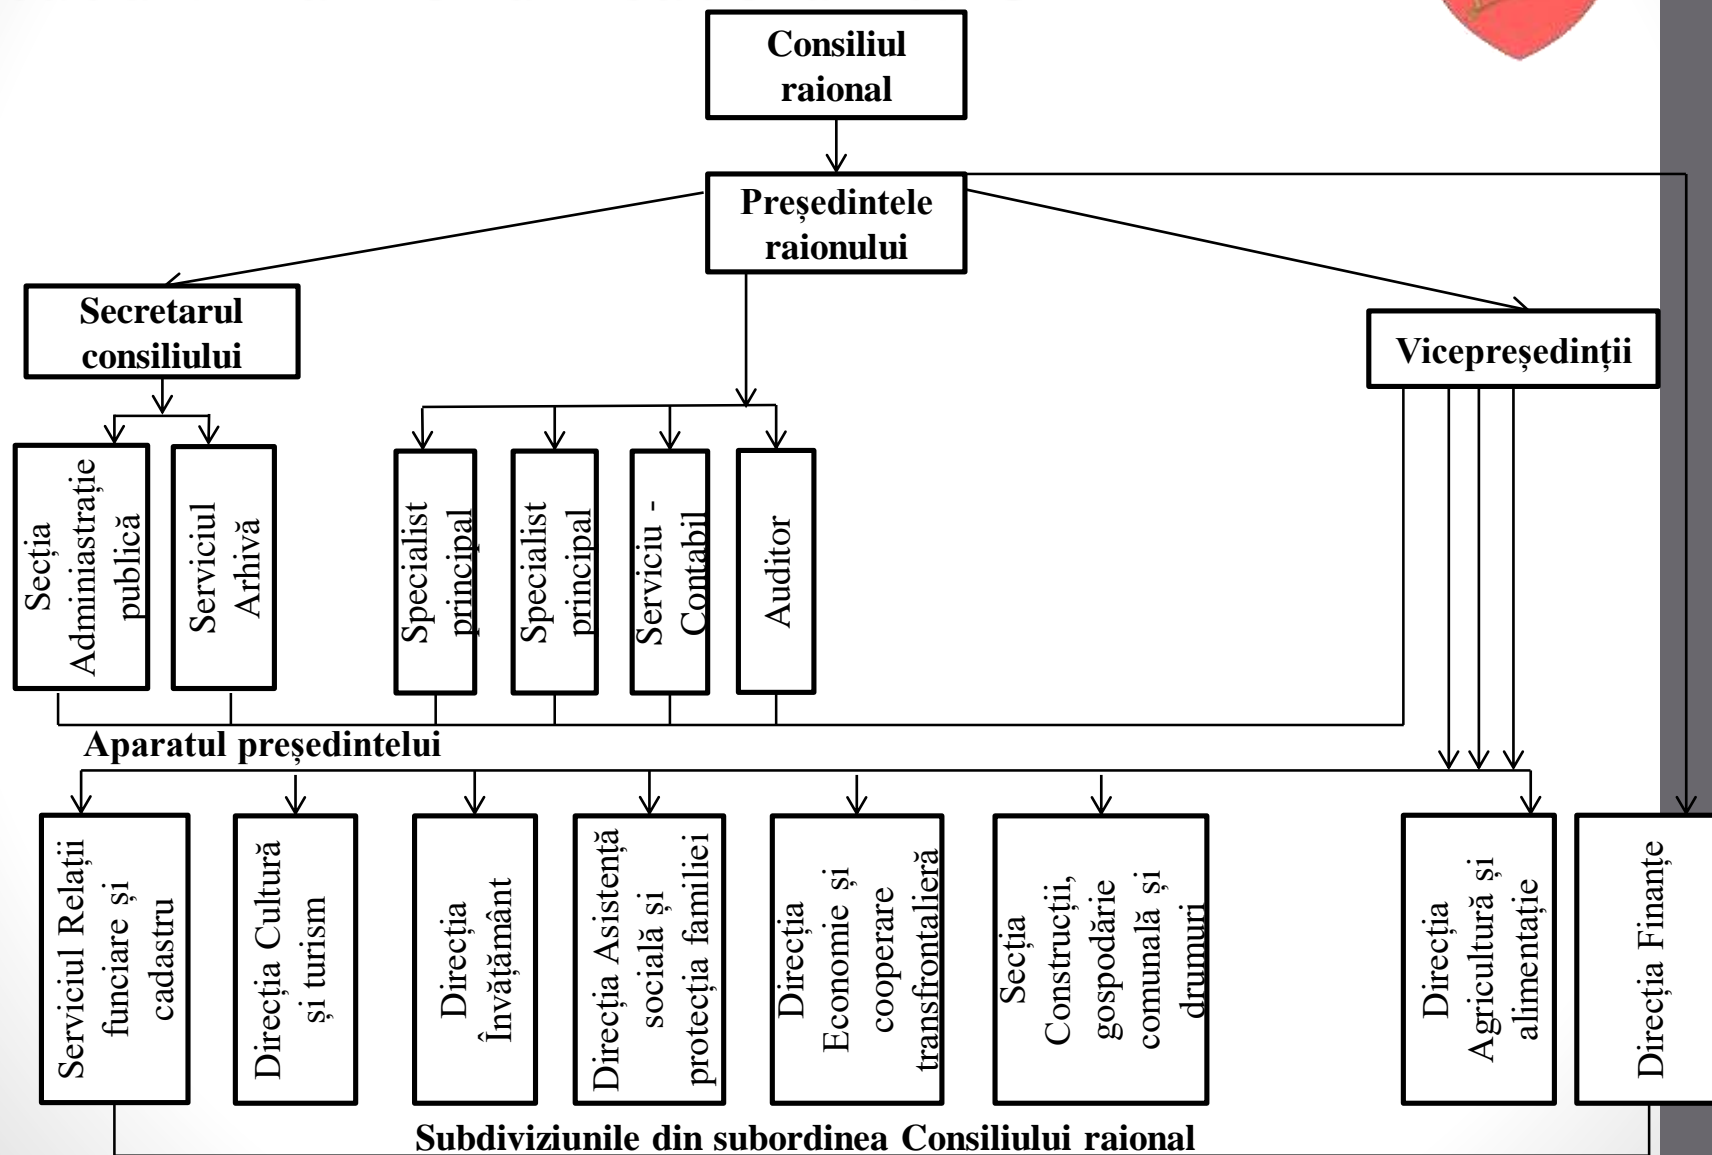 Consiliul
raional
Președintele
raionului
Secretarul
consiliului
Vicepreședinții
Secția
Adminiastrație
publică
Serviciul
Arhivă
Specialist
principal
Specialist
principal
Serviciu -
Contabil
Auditor
Aparatul președintelui
Serviciul Relații
funciare și
cadastru
Direcția Cultură
și turism
Direcția
Învățământ
Direcția Asistență
socială și
protecția familiei
Direcția
Economie și
cooperare
transfrontalieră
Secția
Construcții,
gospodărie
comunală și
drumuri
Direcția
Agricultură și
alimentație
Direcția Finanțe
Subdiviziunile din subordinea Consiliului raional